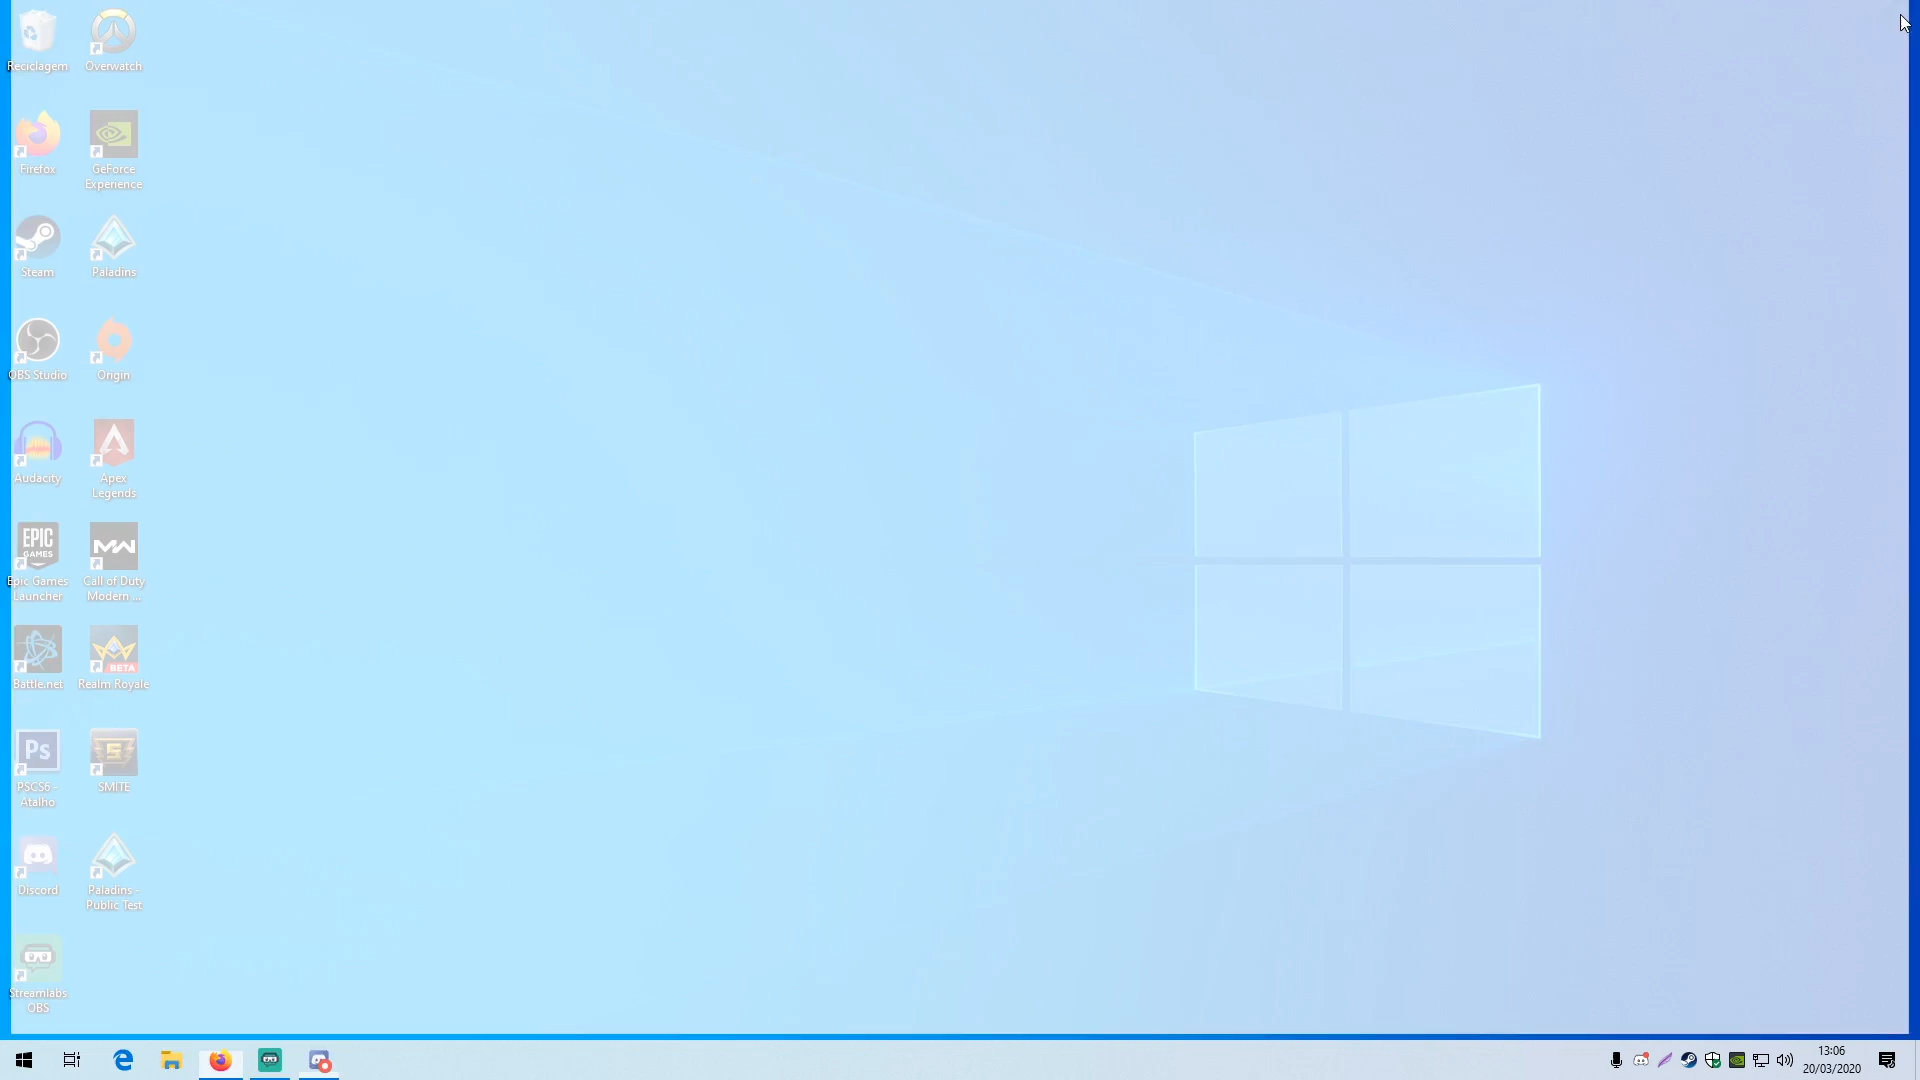 Reciclagem
Overwatch
Firefox
GeForce
Experience
Steam
Paladins
OBS Studio
Origin
Audacity
Apex
Legends
EPIC
GAMES
Epic Games
Launcher
Call of Duty
Modern ...
Battle.net
BETA
Realm Royale
Ps
PSCS6 -
Atalho
S
SMITE
Discord
Paladins -
Public Test
Streamlabs
OBS
13:06
20/03/2020